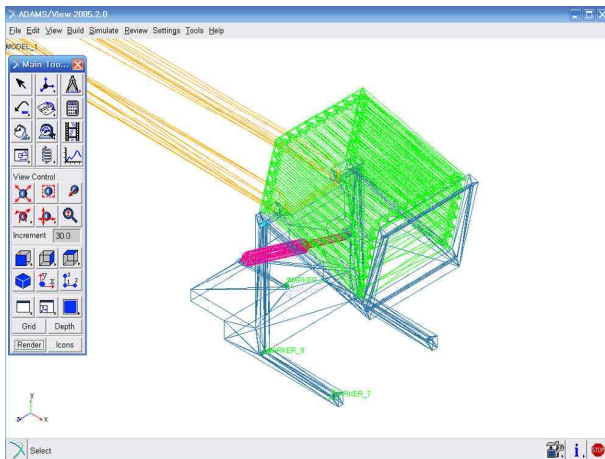 ADAMS/View 2005.2.0
File Edit View Build Simulate Review Settings Tools Help
MODEL_1
Main Too...
View Control
Increment 30.0
Grid Depth
Render Icons
MARKER_8
MARKER_7
y
z x
Select
STOP